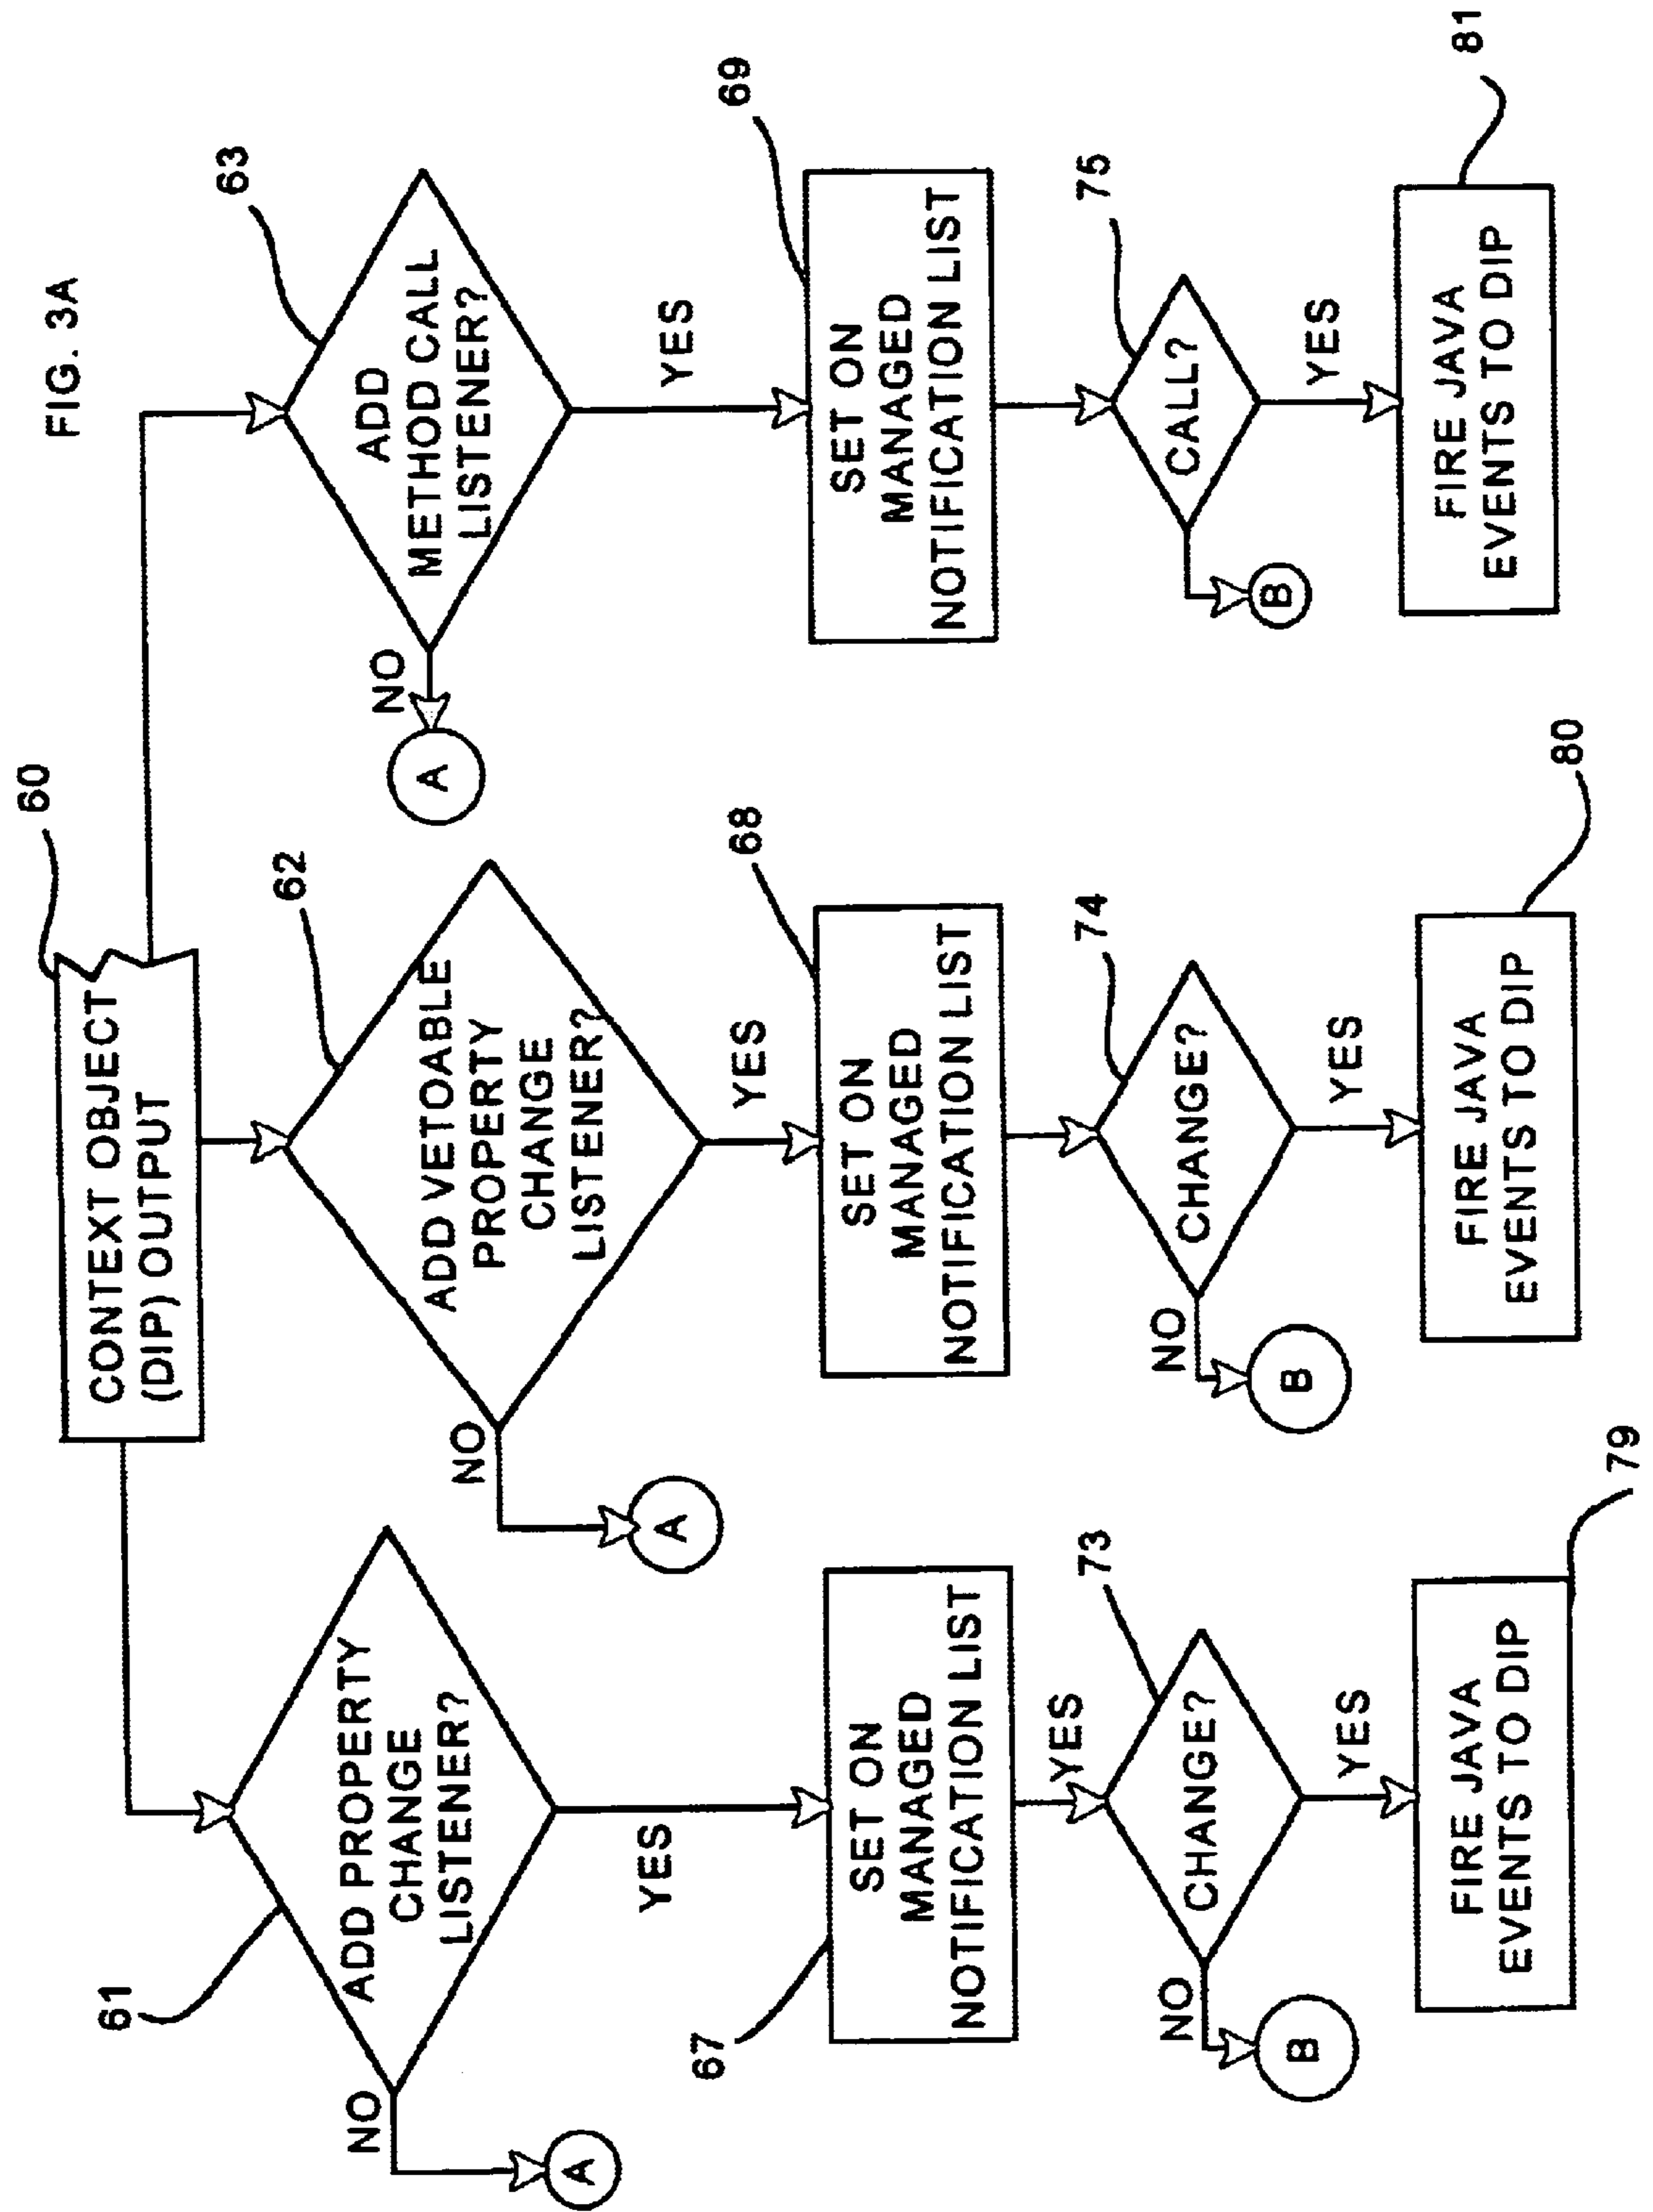 FIG. 3A
60
CONTEXT OBJECT
(DIP) OUTPUT
61
ADD PROPERTY
CHANGE
LISTENER?
NO
A
YES
62
ADD VETOABLE
PROPERTY
CHANGE
LISTENER?
NO
A
YES
63
ADD
METHOD CALL
LISTENER?
NO
A
YES
67
SET ON
MANAGED
NOTIFICATION LIST
YES
68
SET ON
MANAGED
NOTIFICATION LIST
69
SET ON
MANAGED
NOTIFICATION LIST
73
CHANGE?
NO
B
YES
74
CHANGE?
NO
B
YES
75
CALL?
B
YES
79
FIRE JAVA
EVENTS TO DIP
80
FIRE JAVA
EVENTS TO DIP
81
FIRE JAVA
EVENTS TO DIP